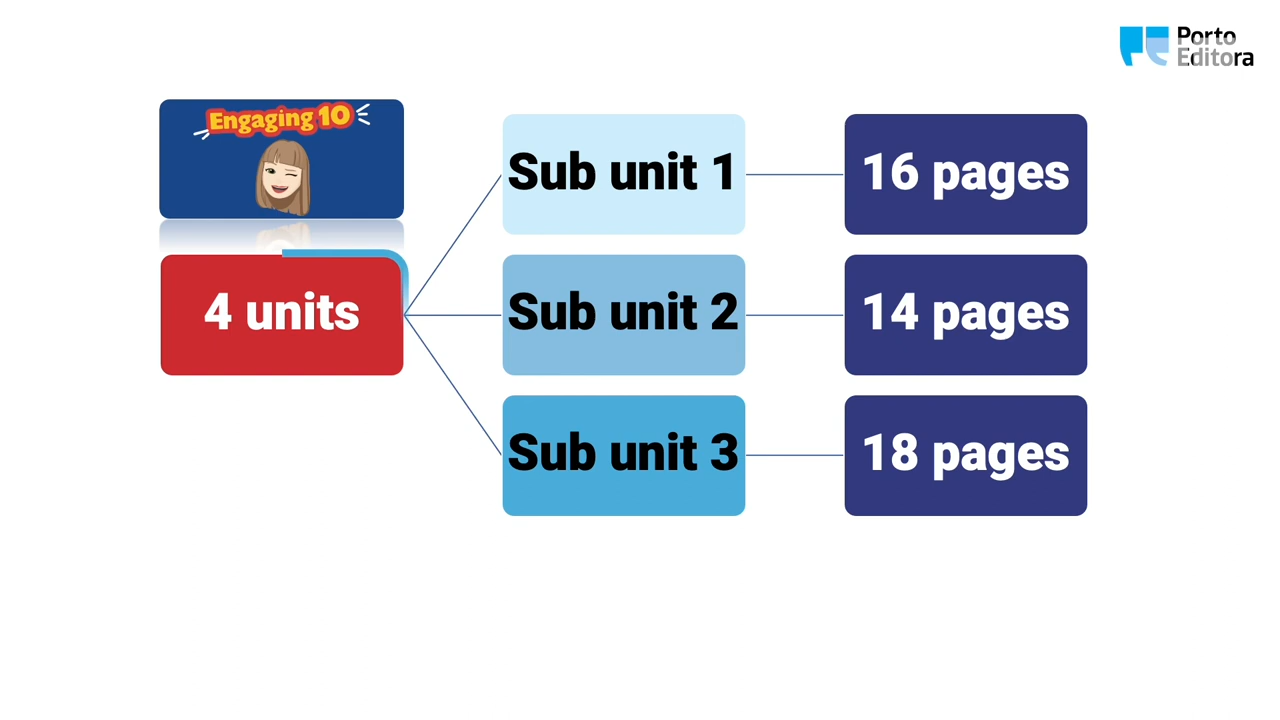 Porto
Editora
Engaging 10
4 units
Sub unit 1
16 pages
Sub unit 2
14 pages
Sub unit 3
18 pages